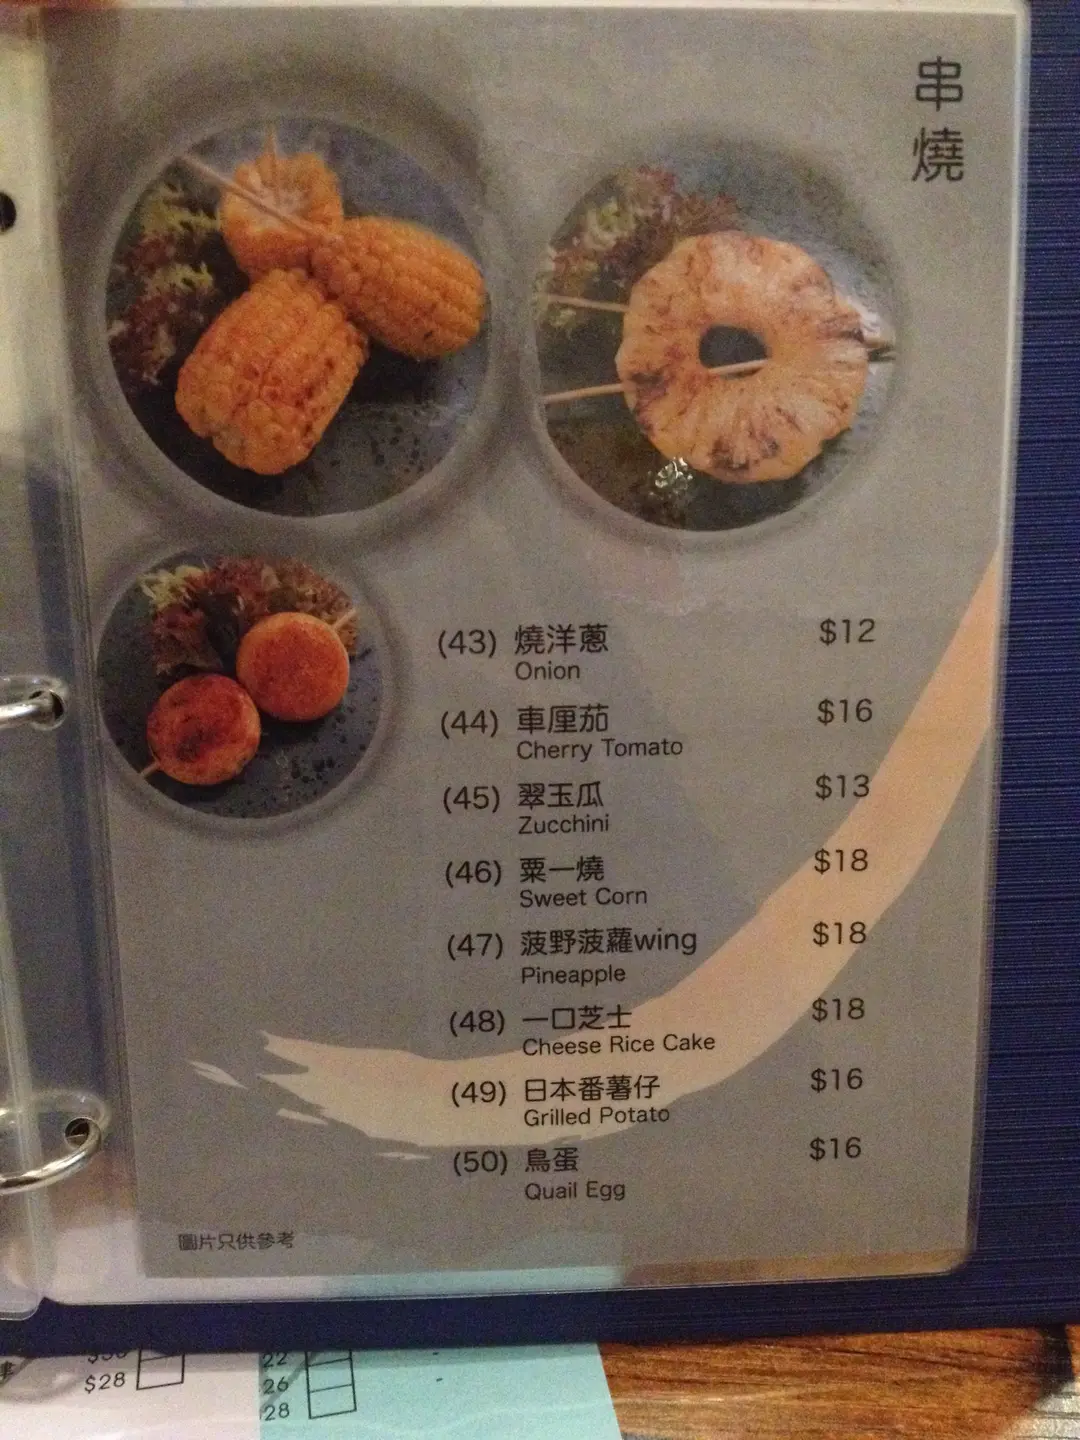 串燒
(43) 燒洋蔥 $12
Onion
(44) 車厘茄 $16
Cherry Tomato
(45) 翠玉瓜 $13
Zucchini
(46) 粟一燒 $18
Sweet Corn
(47) 菠野菠蘿wing $18
Pineapple
(48) 一口芝士 $18
Cheese Rice Cake
(49) 日本番薯仔 $16
Grilled Potato
(50) 鳥蛋 $16
Quail Egg
圖片只供參考
22
$28 26
28